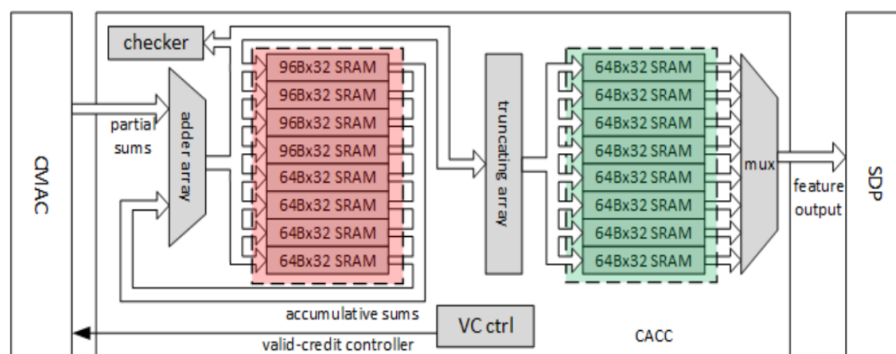 checker
96Bx32 SRAM
96Bx32 SRAM
96Bx32 SRAM
96Bx32 SRAM
64Bx32 SRAM
64Bx32 SRAM
64Bx32 SRAM
64Bx32 SRAM
64Bx32 SRAM
64Bx32 SRAM
64Bx32 SRAM
64Bx32 SRAM
64Bx32 SRAM
64Bx32 SRAM
64Bx32 SRAM
64Bx32 SRAM
CMAC
partial
sums
adder array
truncating array
mux
feature
output
SDP
accumulative sums
VC ctrl
valid-credit controller
CACC